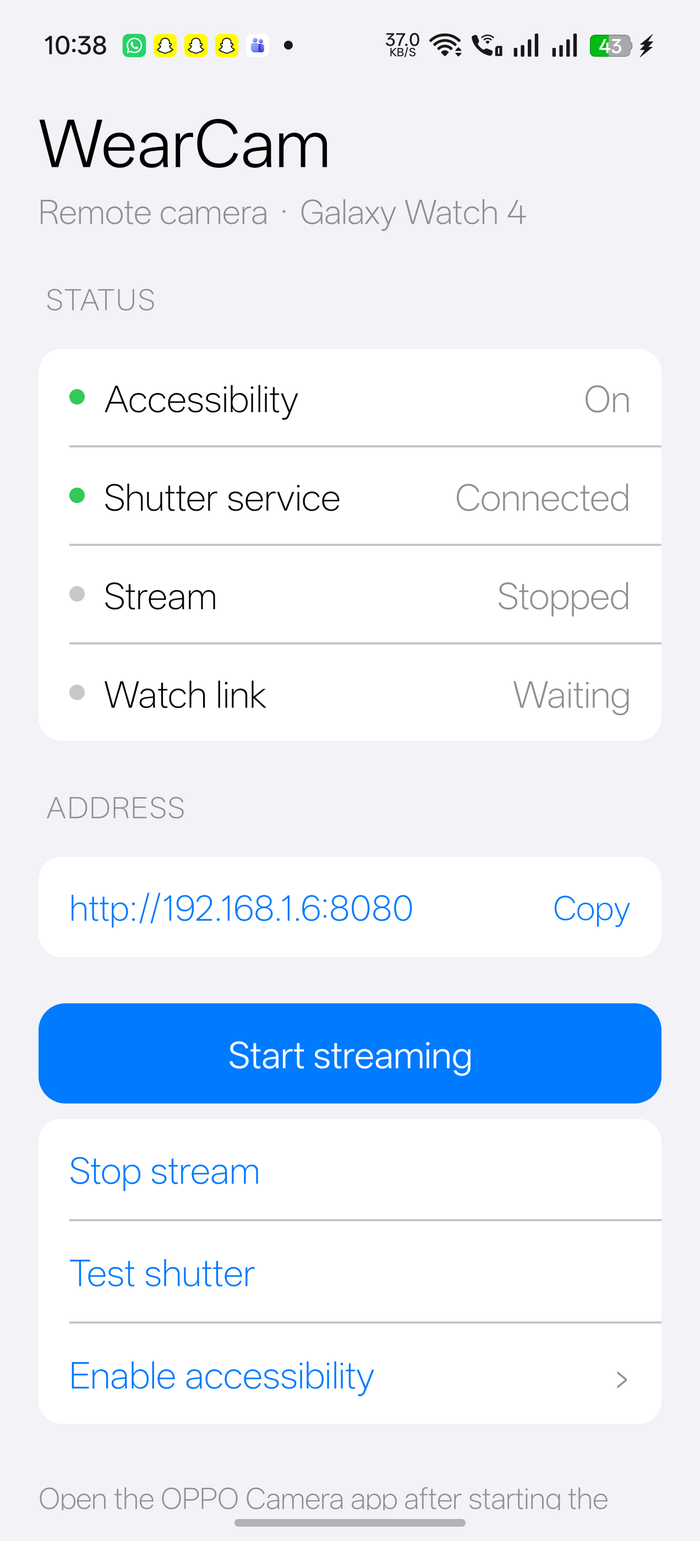 10:38
37.0
KB/S
43
WearCam
Remote camera · Galaxy Watch 4
STATUS
Accessibility On
Shutter service Connected
Stream Stopped
Watch link Waiting
ADDRESS
http://192.168.1.6:8080 Copy
Start streaming
Stop stream
Test shutter
Enable accessibility
Open the OPPO Camera app after starting the